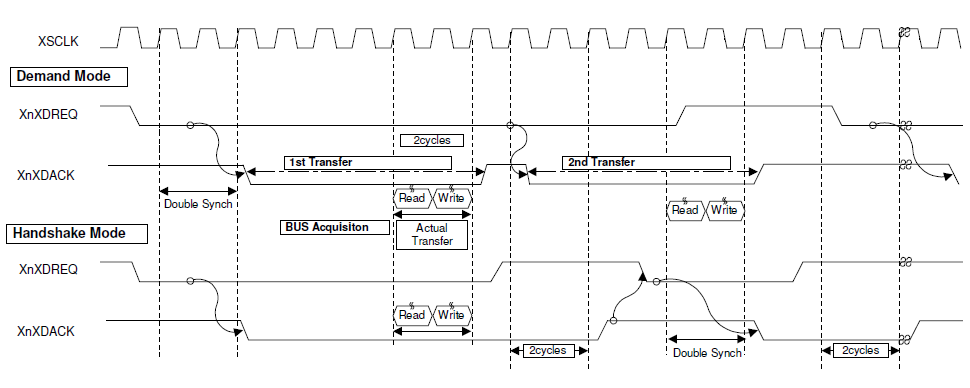 XSCLK
Demand Mode
XnXDREQ
2cycles
1st Transfer
2nd Transfer
XnXDACK
Double Synch
Read Write
Read Write
BUS Acquisiton
Actual
Transfer
Handshake Mode
XnXDREQ
Read Write
XnXDACK
2cycles
Double Synch
2cycles